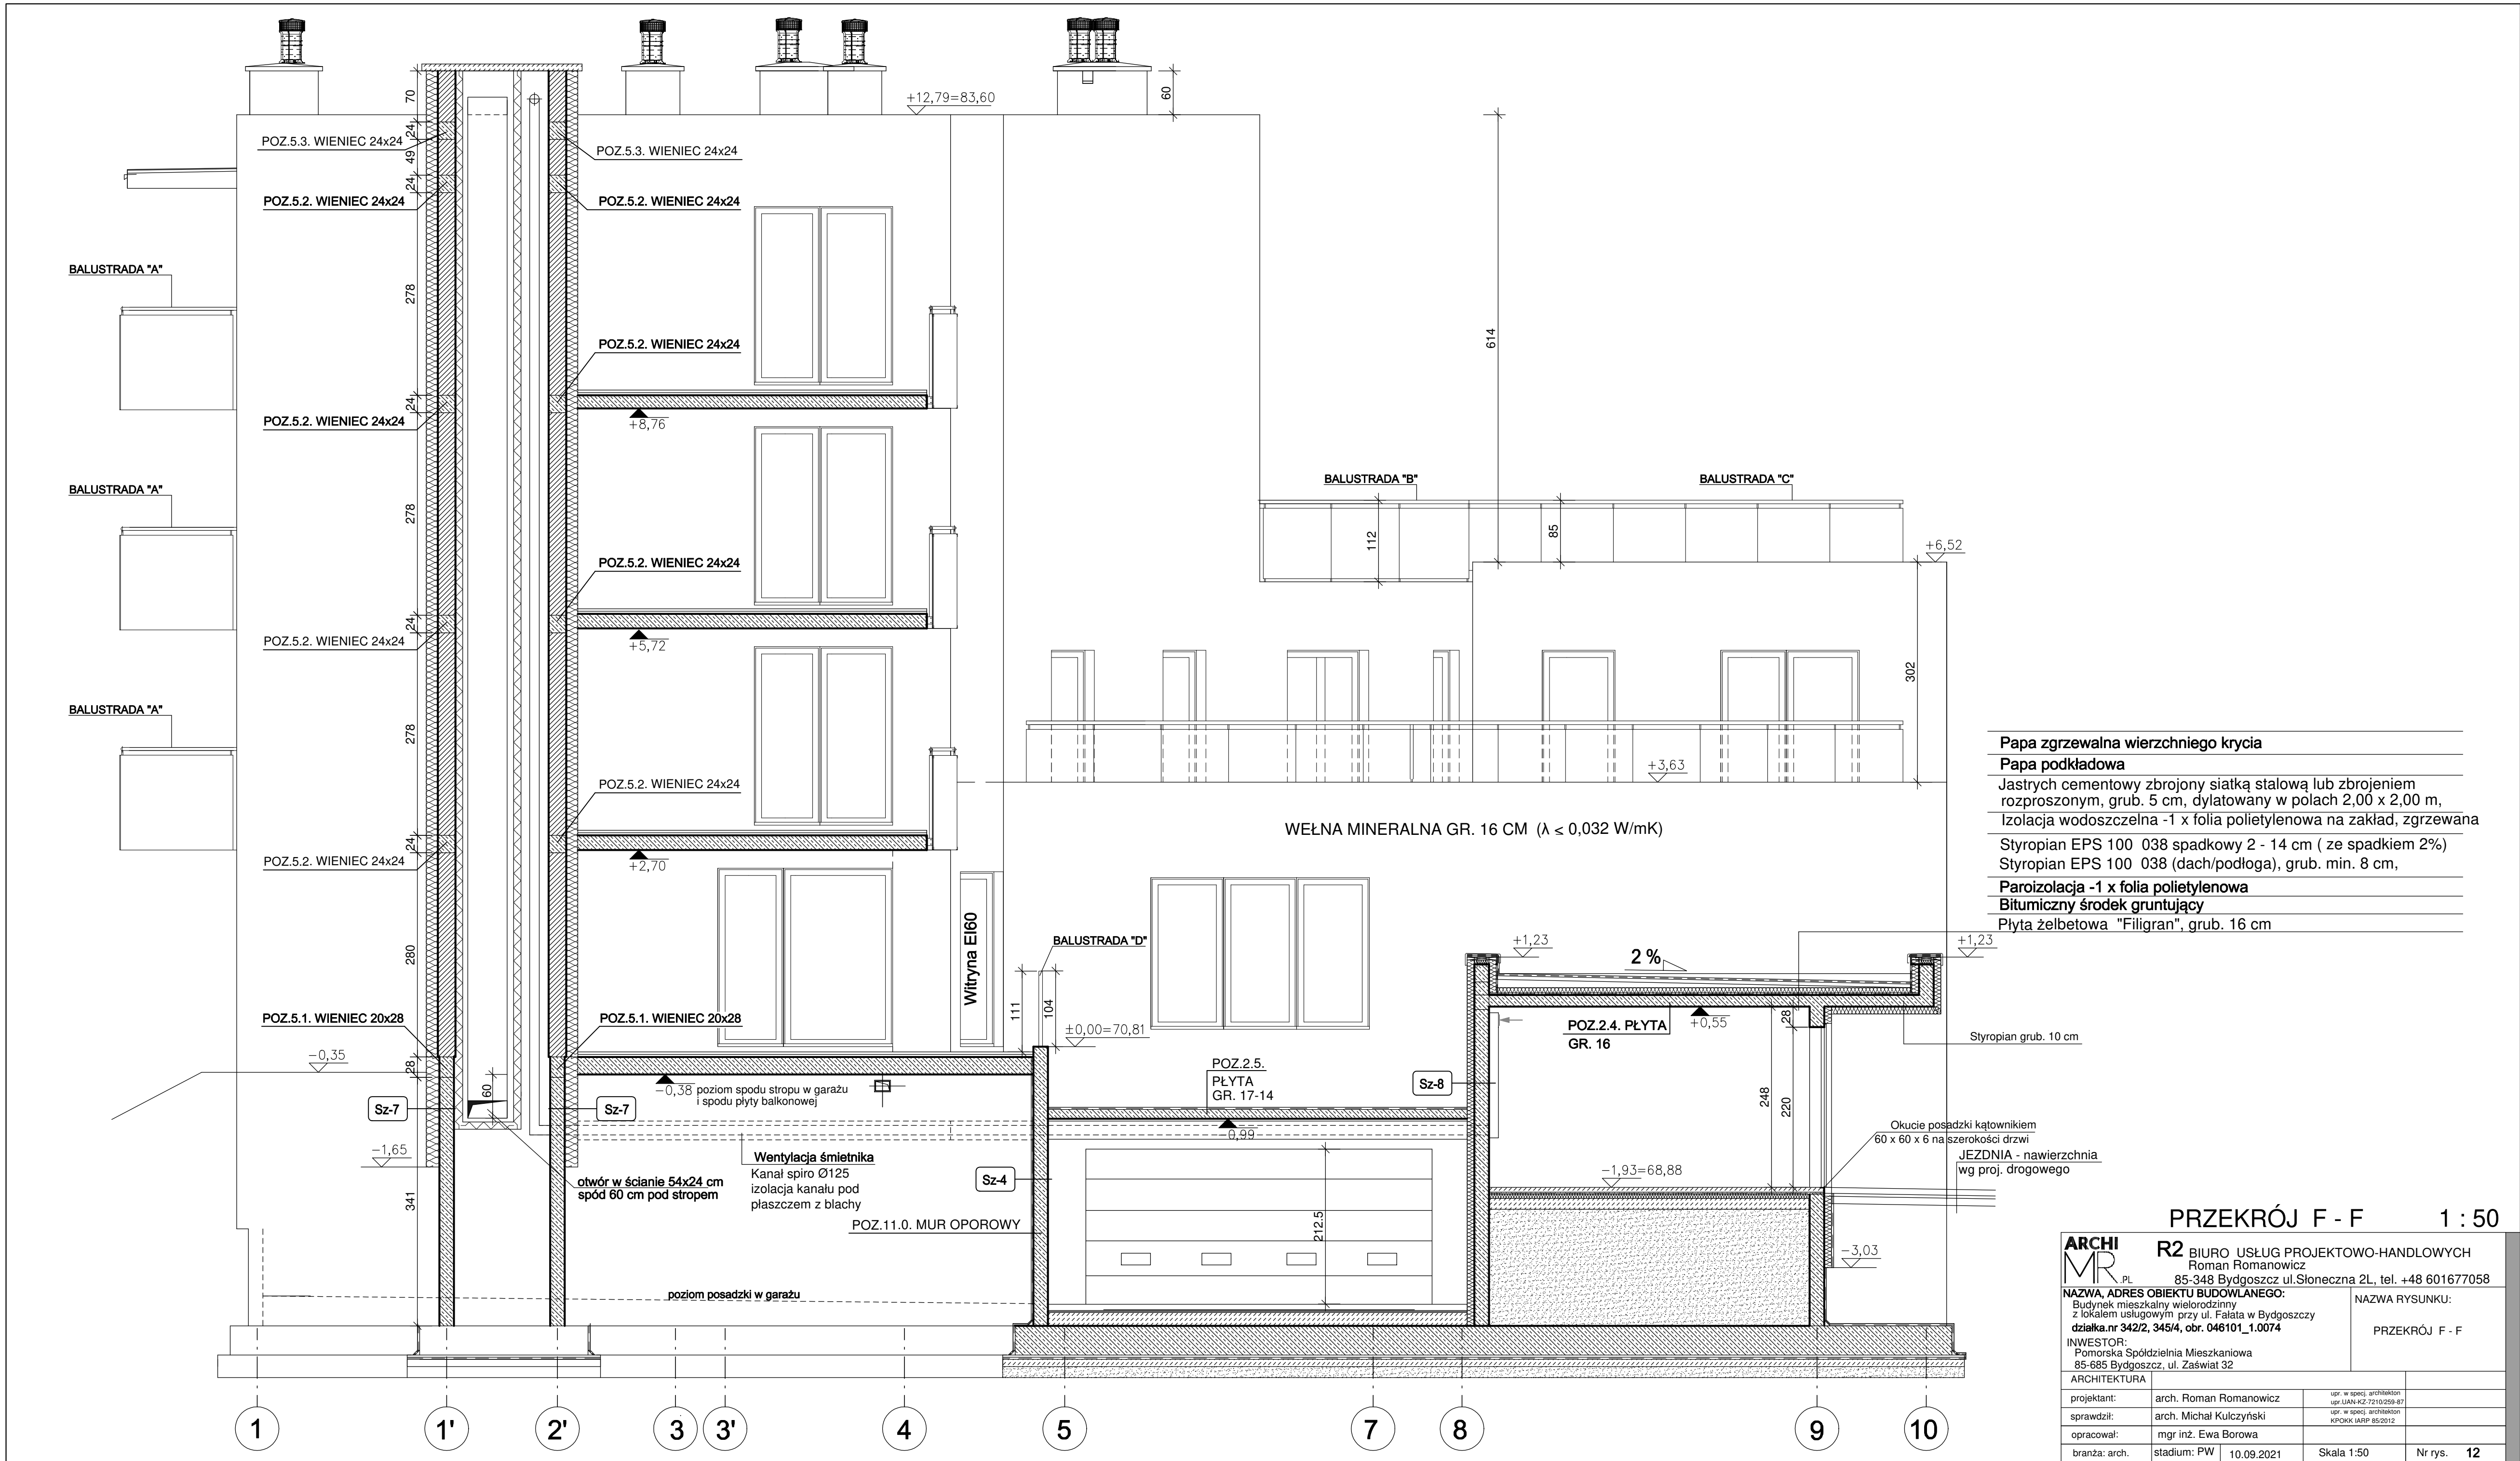 +12,79=83,60
60
70
24
49
24
278
24
278
24
278
24
280
28
341
POZ.5.3. WIENIEC 24x24
POZ.5.3. WIENIEC 24x24
POZ.5.2. WIENIEC 24x24
POZ.5.2. WIENIEC 24x24
BALUSTRADA "A"
POZ.5.2. WIENIEC 24x24
POZ.5.2. WIENIEC 24x24
+8,76
614
BALUSTRADA "A"
BALUSTRADA "B"
BALUSTRADA "C"
112
85
+6,52
POZ.5.2. WIENIEC 24x24
POZ.5.2. WIENIEC 24x24
+5,72
302
BALUSTRADA "A"
+3,63
POZ.5.2. WIENIEC 24x24
POZ.5.2. WIENIEC 24x24
+2,70
WEŁNA MINERALNA GR. 16 CM (λ ≤ 0,032 W/mK)
Papa zgrzewalna wierzchniego krycia
Papa podkładowa
Jastrych cementowy zbrojony siatką stalową lub zbrojeniem
rozproszonym, grub. 5 cm, dylatowany w polach 2,00 x 2,00 m,
Izolacja wodoszczelna -1 x folia polietylenowa na zakład, zgrzewana
Styropian EPS 100 038 spadkowy 2 - 14 cm ( ze spadkiem 2%)
Styropian EPS 100 038 (dach/podłoga), grub. min. 8 cm,
Paroizolacja -1 x folia polietylenowa
Bitumiczny środek gruntujący
Płyta żelbetowa "Filigran", grub. 16 cm
Witryna EI60
BALUSTRADA "D"
111
104
±0,00=70,81
+1,23
2 %
+1,23
POZ.5.1. WIENIEC 20x28
POZ.5.1. WIENIEC 20x28
POZ.2.4. PŁYTA
GR. 16
+0,55
28
Styropian grub. 10 cm
−0,35
60
−0,38 poziom spodu stropu w garażu
i spodu płyty balkonowej
POZ.2.5.
PŁYTA
GR. 17-14
Sz-7
Sz-7
Sz-8
248
220
−0,99
Okucie posadzki kątownikiem
60 x 60 x 6 na szerokości drzwi
JEZDNIA - nawierzchnia
wg proj. drogowego
−1,65
Wentylacja śmietnika
Kanał spiro Ø125
izolacja kanału pod
płaszczem z blachy
otwór w ścianie 54x24 cm
spód 60 cm pod stropem
Sz-4
−1,93=68,88
POZ.11.0. MUR OPOROWY
212.5
−3,03
poziom posadzki w garażu
1
1'
2'
3
3'
4
5
7
8
9
10
PRZEKRÓJ F - F 1 : 50
ARCHI
MR .PL
R2 BIURO USŁUG PROJEKTOWO-HANDLOWYCH
Roman Romanowicz
85-348 Bydgoszcz ul.Słoneczna 2L, tel. +48 601677058
NAZWA, ADRES OBIEKTU BUDOWLANEGO:
Budynek mieszkalny wielorodzinny
z lokalem usługowym przy ul. Fałata w Bydgoszczy
działka.nr 342/2, 345/4, obr. 046101_1.0074
INWESTOR:
Pomorska Spółdzielnia Mieszkaniowa
85-685 Bydgoszcz, ul. Zaświat 32
NAZWA RYSUNKU:
PRZEKRÓJ F - F
ARCHITEKTURA
projektant: arch. Roman Romanowicz upr. w specj. architekton
upr.UAN-KZ-7210/259-87
sprawdził: arch. Michał Kulczyński upr. w specj. architekton
KPOKK IARP 85/2012
opracował: mgr inż. Ewa Borowa
branża: arch. stadium: PW 10.09.2021 Skala 1:50 Nr rys. 12